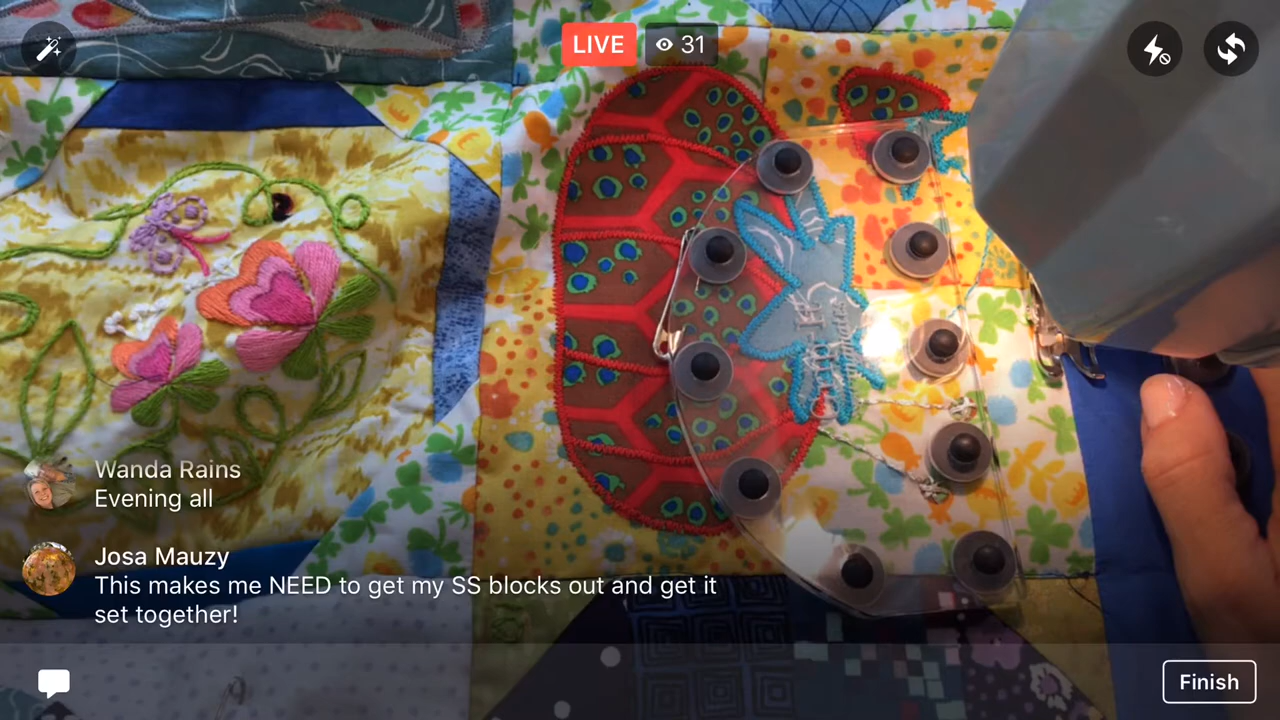 LIVE
31
Wanda Rains
Evening all
Josa Mauzy
This makes me NEED to get my SS blocks out and get it
set together!
Finish